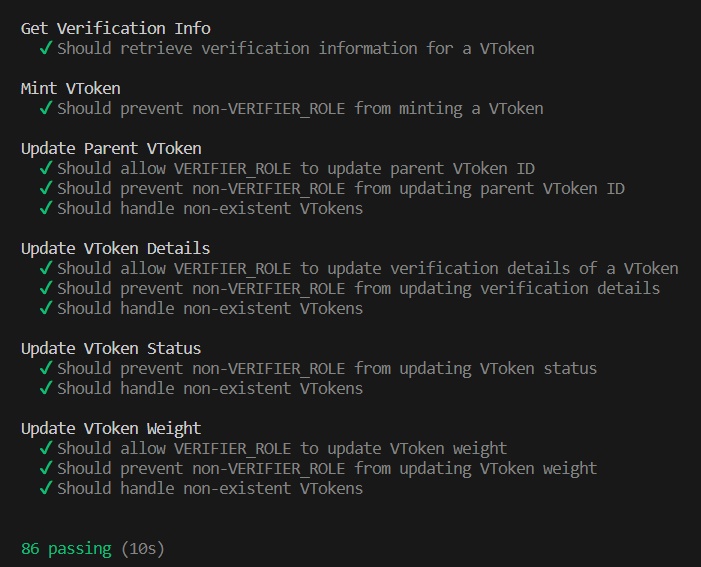 Get Verification Info
✓ Should retrieve verification information for a VToken
Mint VToken
✓ Should prevent non-VERIFIER_ROLE from minting a VToken
Update Parent VToken
✓ Should allow VERIFIER_ROLE to update parent VToken ID
✓ Should prevent non-VERIFIER_ROLE from updating parent VToken ID
✓ Should handle non-existent VTokens
Update VToken Details
✓ Should allow VERIFIER_ROLE to update verification details of a VToken
✓ Should prevent non-VERIFIER_ROLE from updating verification details
✓ Should handle non-existent VTokens
Update VToken Status
✓ Should prevent non-VERIFIER_ROLE from updating VToken status
✓ Should handle non-existent VTokens
Update VToken Weight
✓ Should allow VERIFIER_ROLE to update VToken weight
✓ Should prevent non-VERIFIER_ROLE from updating VToken weight
✓ Should handle non-existent VTokens
86 passing (10s)